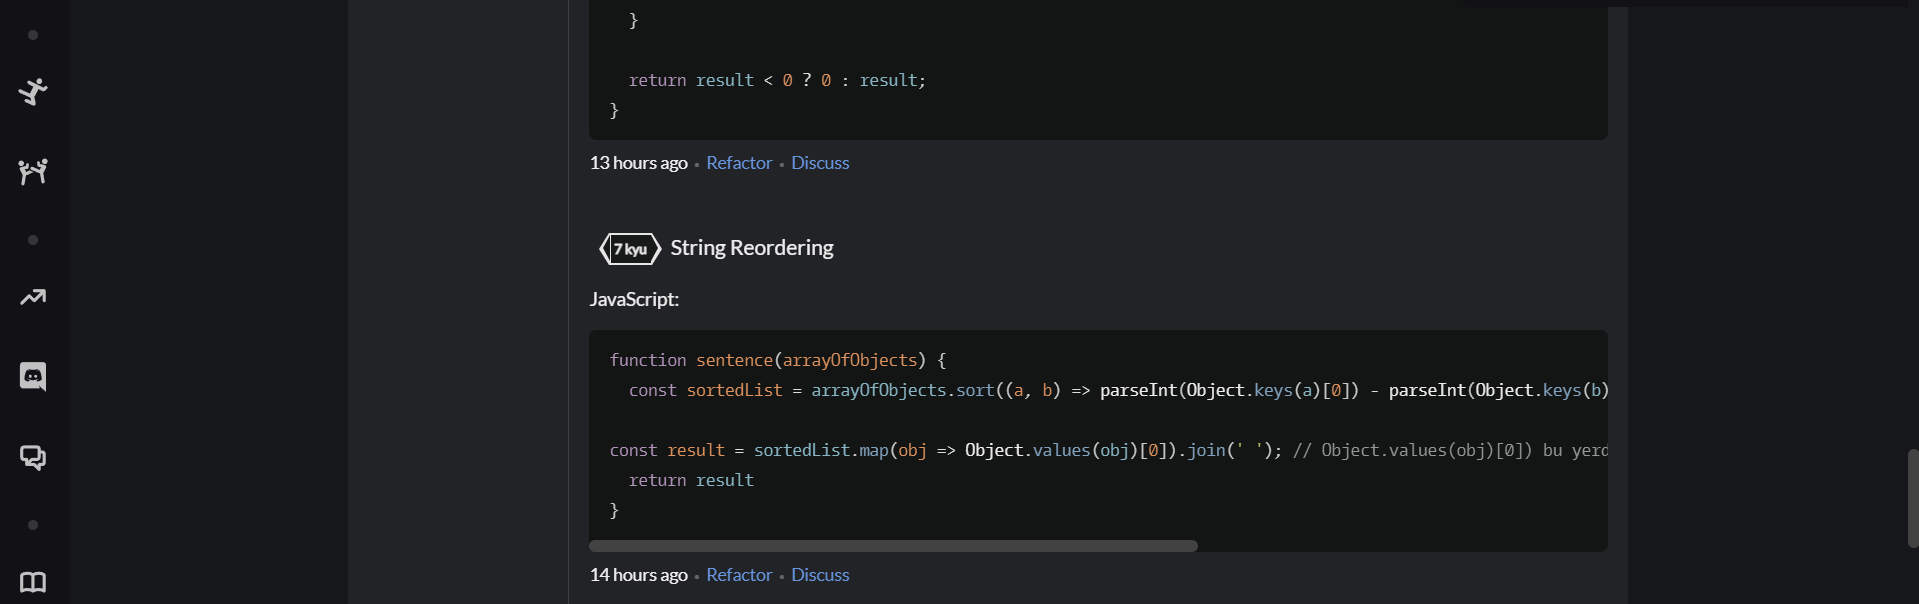 }
return result < 0 ? 0 : result;
}
13 hours ago • Refactor • Discuss
7 kyu String Reordering
JavaScript:
function sentence(arrayOfObjects) {
const sortedList = arrayOfObjects.sort((a, b) => parseInt(Object.keys(a)[0]) - parseInt(Object.keys(b)
const result = sortedList.map(obj => Object.values(obj)[0]).join(' '); // Object.values(obj)[0]) bu yerd
return result
}
14 hours ago • Refactor • Discuss